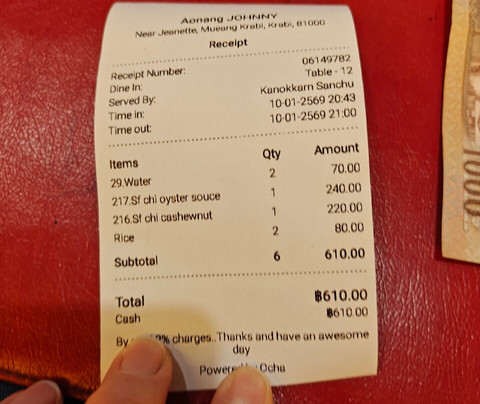 Aonang JOHNNY
Near Jeanette, Mueang Krabi, Krabi, 81000
Receipt
Receipt Number: 06149782
Dine In: Table - 12
Served By: Kanokkarn Sanchu
Time in: 10-01-2569 20:43
Time out: 10-01-2569 21:00
Items Qty Amount
29.Water 2 70.00
217.Sf chi oyster souce 1 240.00
216.Sf chi cashewnut 1 220.00
Rice 2 80.00
Subtotal 6 610.00
Total ฿610.00
Cash ฿610.00
By charges..Thanks and have an awesome
day
Powered by Ocha
000